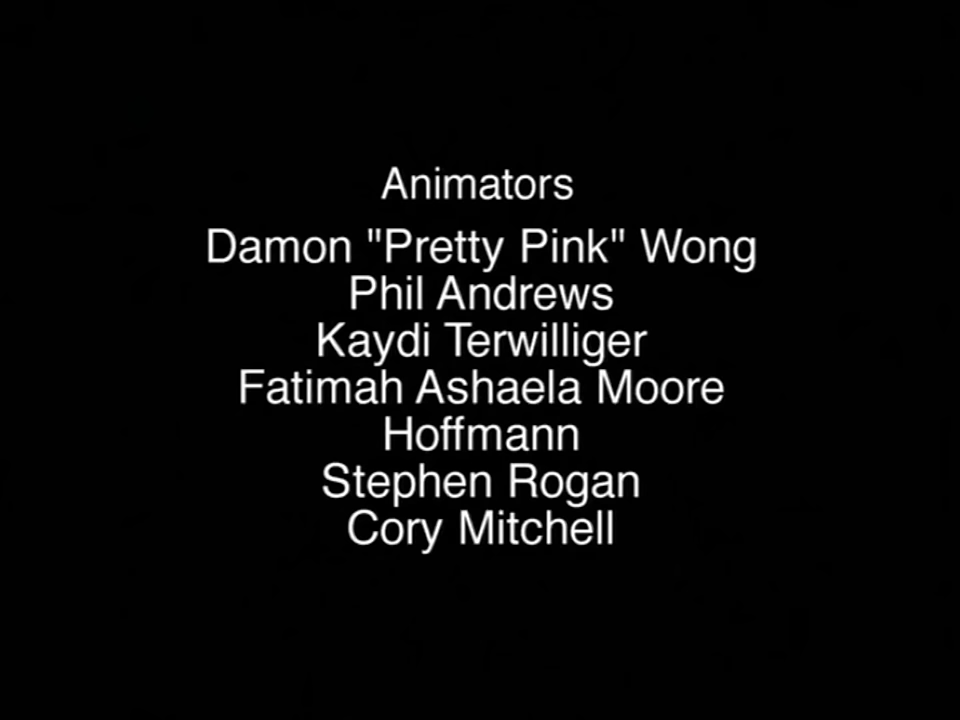 Animators
Damon "Pretty Pink" Wong
Phil Andrews
Kaydi Terwilliger
Fatimah Ashaela Moore
Hoffmann
Stephen Rogan
Cory Mitchell